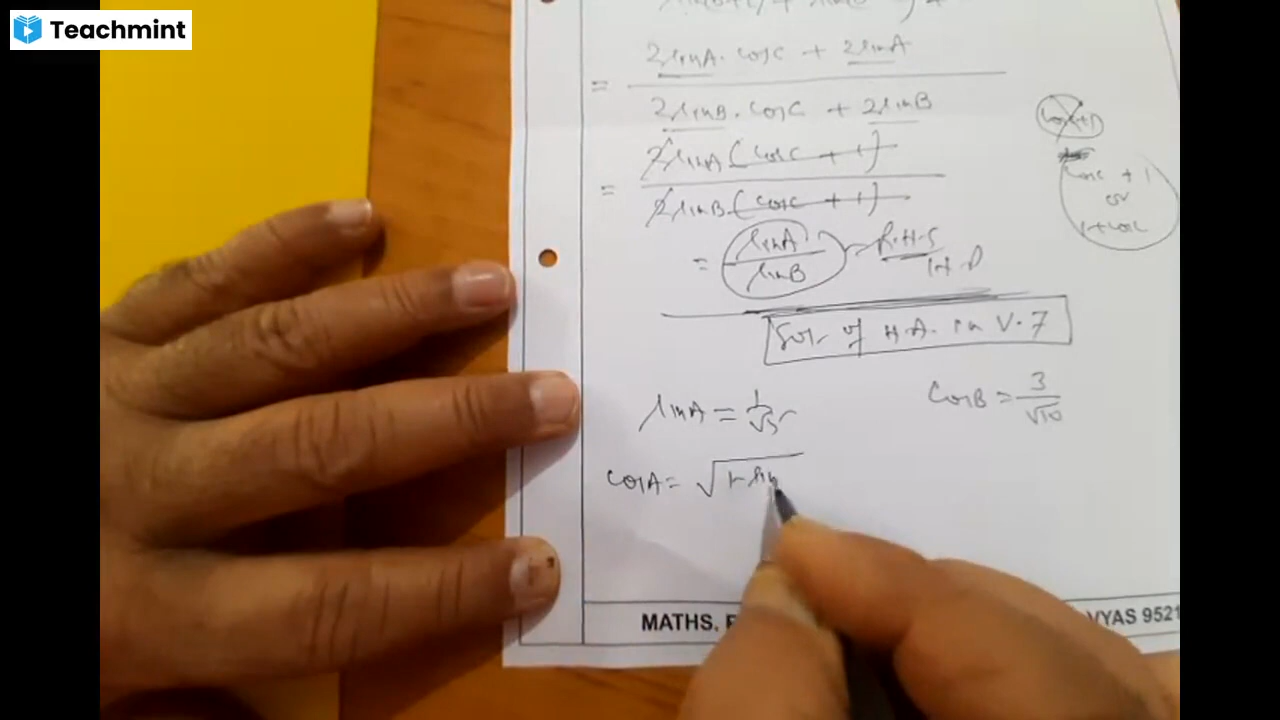 Teachmint
= 2sinA. cosC + 2sinA
2sinB. cosC + 2sinB
= 2sinA (cosC + 1)
2sinB (cosC + 1)
cosC + 1
or
1 + cosC
= sinA
sinB
R.H.S
H.P
Sol. of H.A. in V.7
sinA = 1/√5
cosB = 3/√10
cosA = √1-sin
MATHS,
VYAS 9521